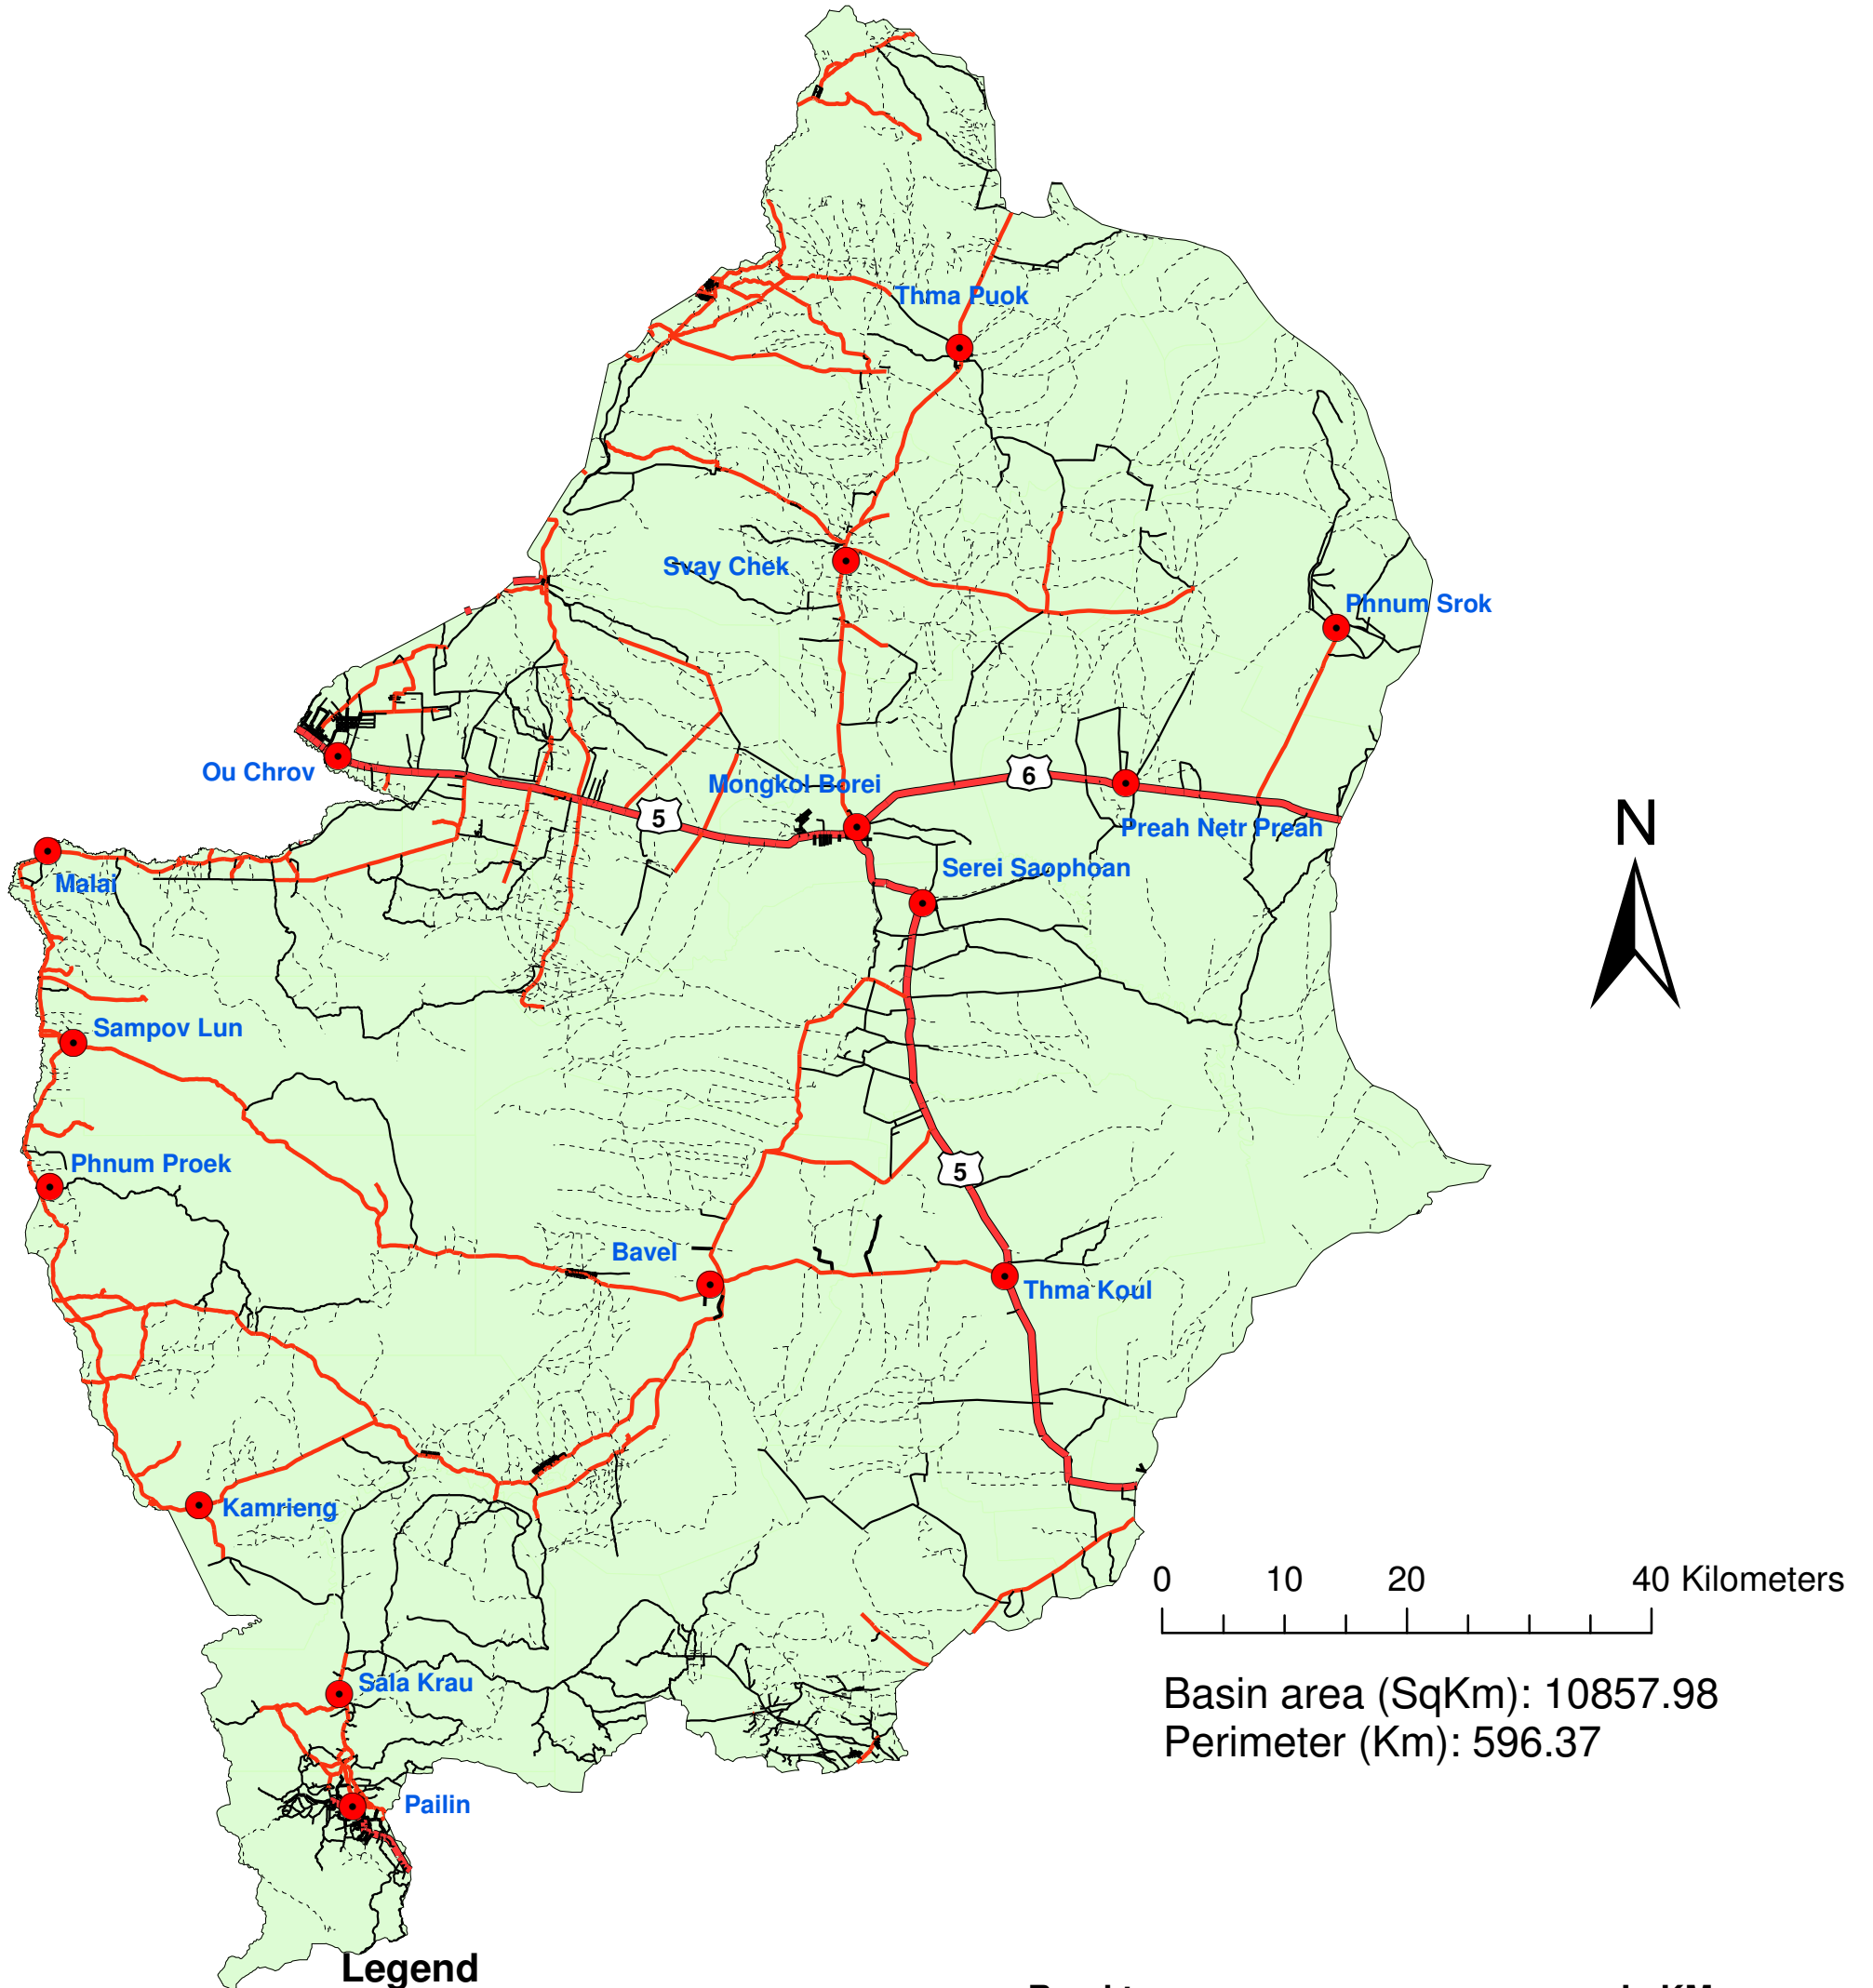 Thma Puok
Svay Chek
Phnum Srok
Ou Chrov
Mongkol Borei
6
5
Preah Netr Preah
N
Serei Saophoan
Malai
Sampov Lun
Phnum Proek
5
Bavel
Thma Koul
Kamrieng
0 10 20 40 Kilometers
Sala Krau
Basin area (SqKm): 10857.98
Perimeter (Km): 596.37
Pailin
Legend